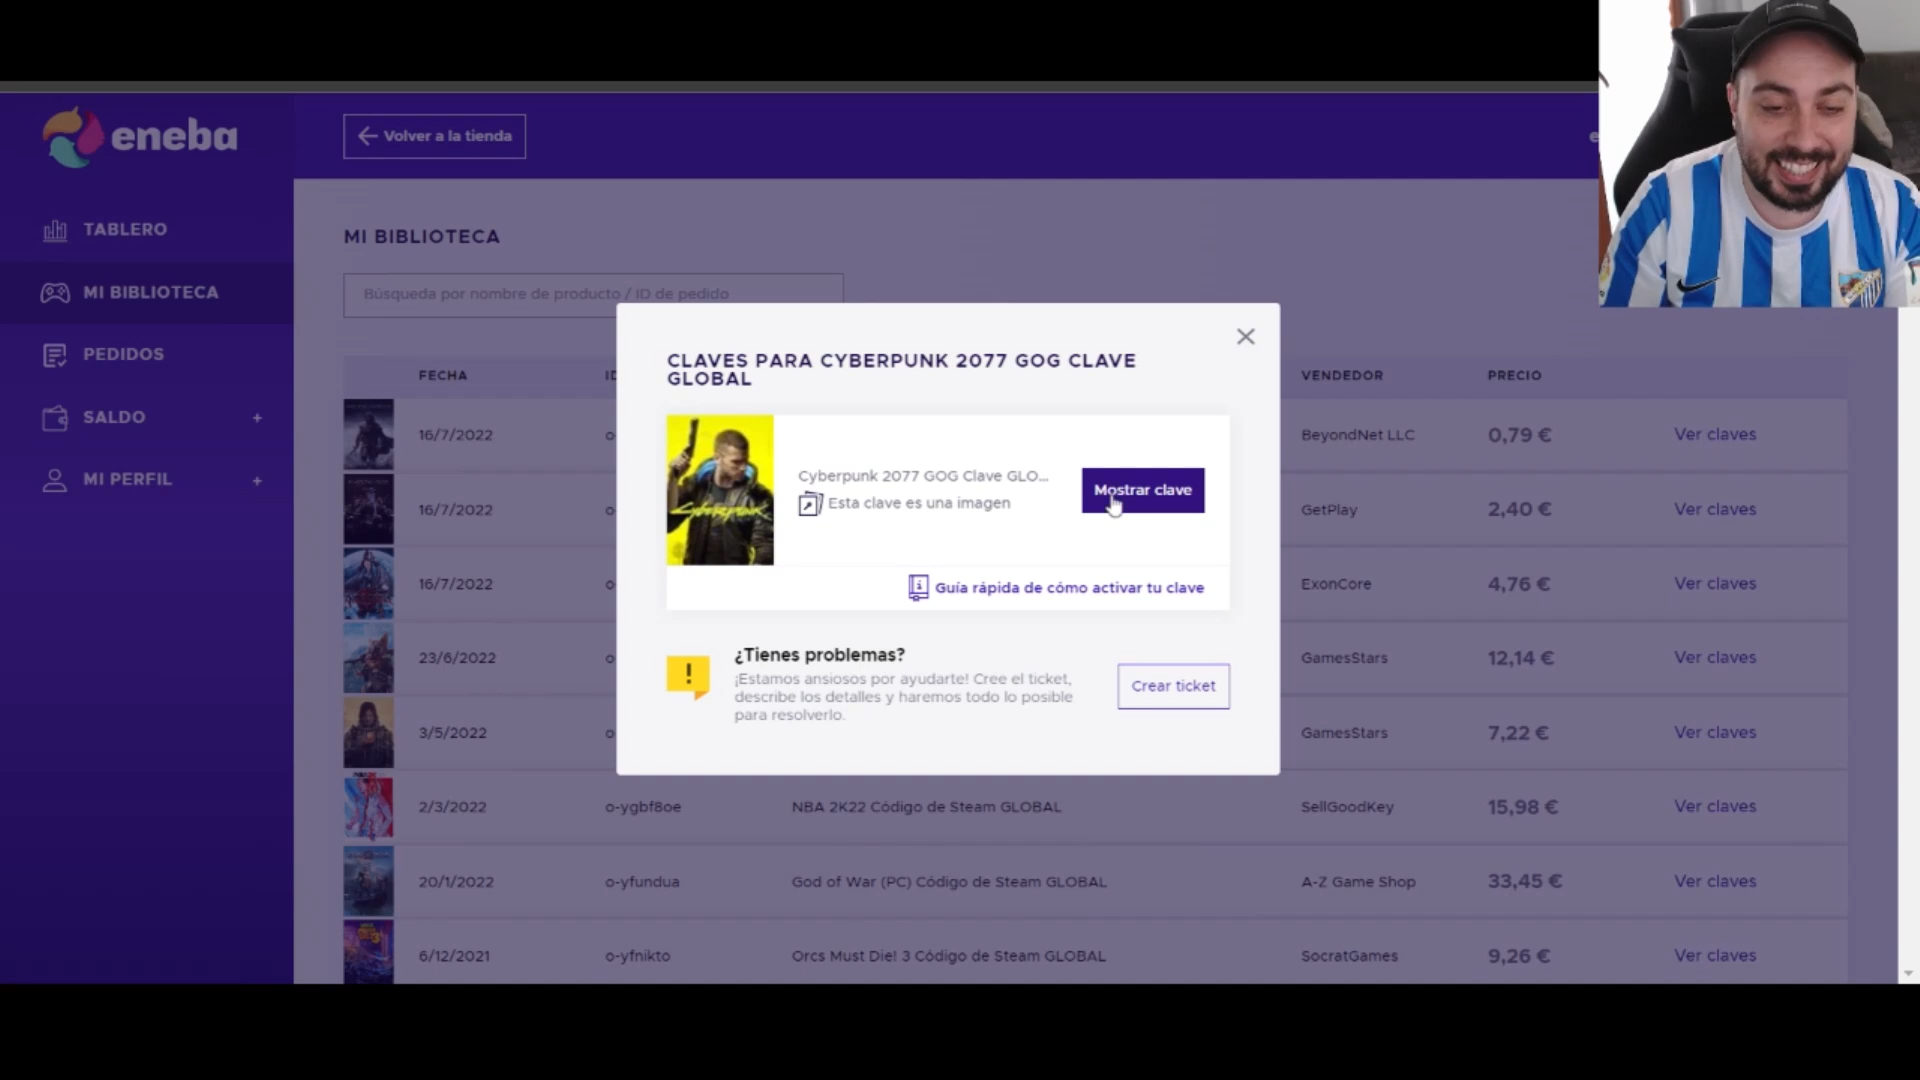 eneba
Volver a la tienda
TABLERO
MI BIBLIOTECA
PEDIDOS
SALDO +
MI PERFIL +
MI BIBLIOTECA
Búsqueda por nombre de producto / ID de pedido
FECHA VENDEDOR PRECIO
16/7/2022 BeyondNet LLC 0,79 € Ver claves
16/7/2022 GetPlay 2,40 € Ver claves
16/7/2022 ExonCore 4,76 € Ver claves
23/6/2022 GamesStars 12,14 € Ver claves
3/5/2022 GamesStars 7,22 € Ver claves
2/3/2022 o-ygbf8oe NBA 2K22 Código de Steam GLOBAL SellGoodKey 15,98 € Ver claves
20/1/2022 o-yfundua God of War (PC) Código de Steam GLOBAL A-Z Game Shop 33,45 € Ver claves
6/12/2021 o-yfnikto Orcs Must Die! 3 Código de Steam GLOBAL SocratGames 9,26 € Ver claves
CLAVES PARA CYBERPUNK 2077 GOG CLAVE
GLOBAL
Cyberpunk
Cyberpunk 2077 GOG Clave GLO...
Esta clave es una imagen
Mostrar clave
Guía rápida de cómo activar tu clave
¿Tienes problemas?
¡Estamos ansiosos por ayudarte! Cree el ticket,
describe los detalles y haremos todo lo posible
para resolverlo.
Crear ticket